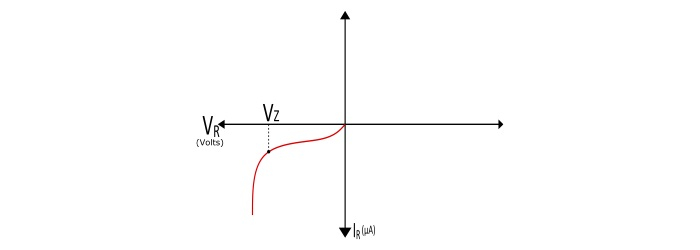 VZ
VR
(Volts)
IR (µA)